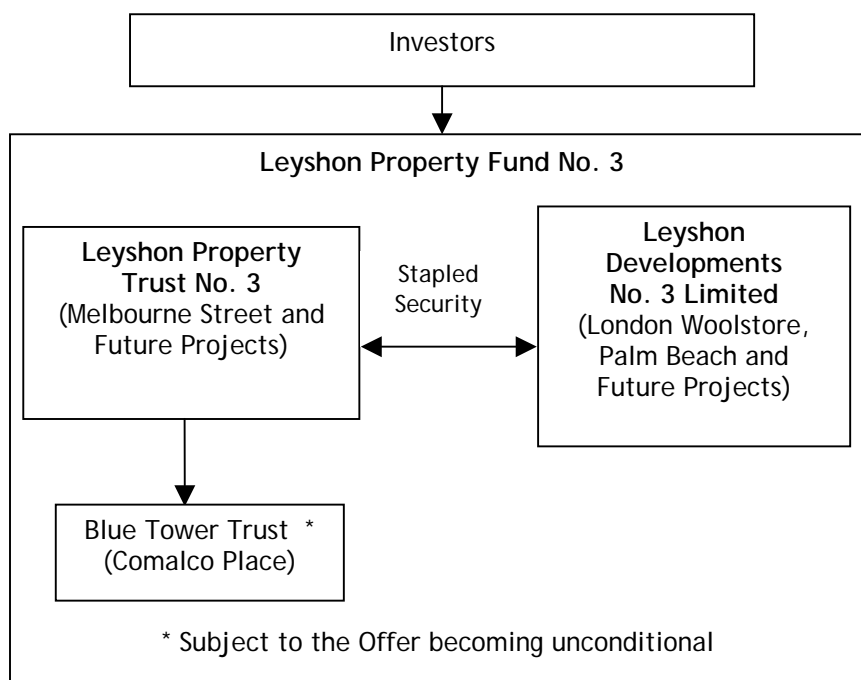 Investors
Leyshon Property Fund No. 3
Leyshon Property
Trust No. 3
(Melbourne Street and
Future Projects)
Stapled
Security
Leyshon
Developments
No. 3 Limited
(London Woolstore,
Palm Beach and
Future Projects)
Blue Tower Trust *
(Comalco Place)
* Subject to the Offer becoming unconditional